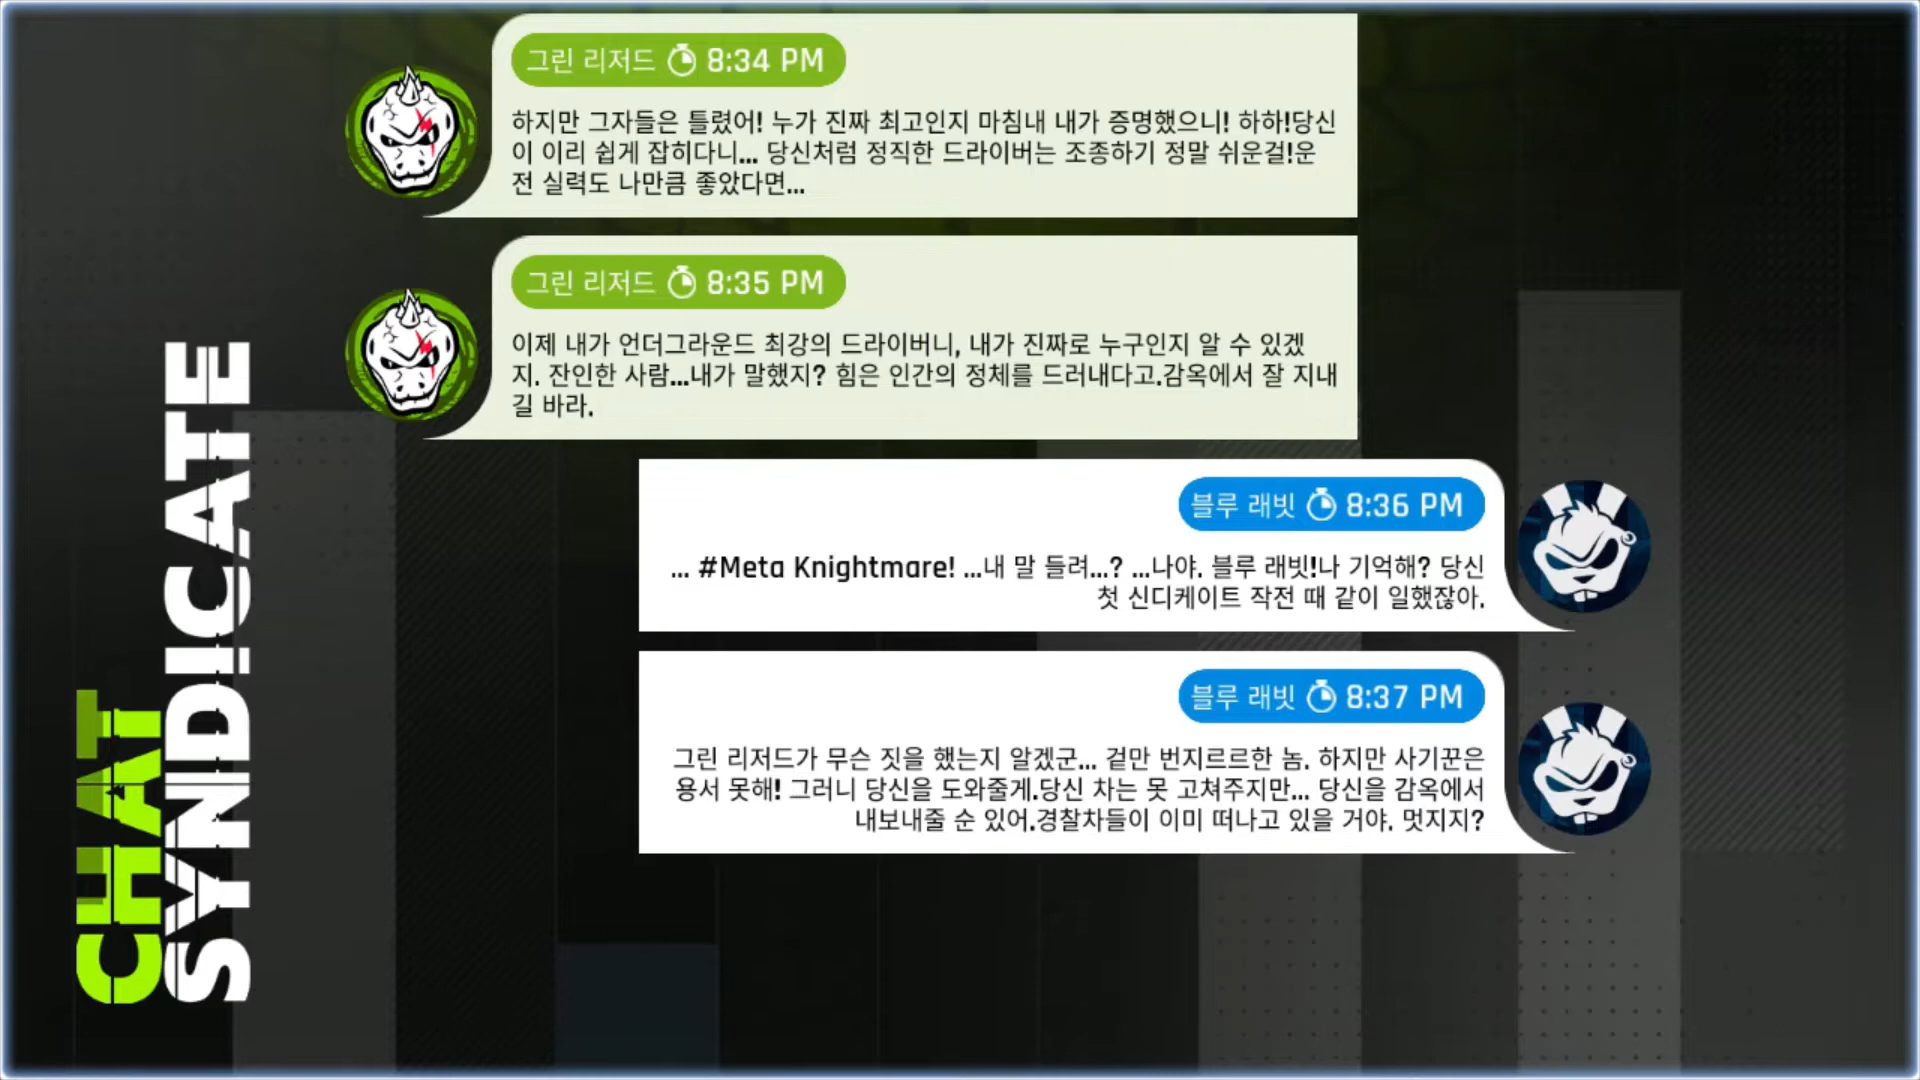 그린 리저드 8:34 PM
하지만 그자들은 틀렸어! 누가 진짜 최고인지 마침내 내가 증명했으니! 하하!당신
이 이리 쉽게 잡히다니... 당신처럼 정직한 드라이버는 조종하기 정말 쉬운걸!운
전 실력도 나만큼 좋았다면...
그린 리저드 8:35 PM
이제 내가 언더그라운드 최강의 드라이버니, 내가 진짜로 누구인지 알 수 있겠
지. 잔인한 사람...내가 말했지? 힘은 인간의 정체를 드러내다고.감옥에서 잘 지내
길 바라.
블루 래빗 8:36 PM
... #Meta Knightmare! ...내 말 들려...? ...나야. 블루 래빗!나 기억해? 당신
첫 신디케이트 작전 때 같이 일했잖아.
블루 래빗 8:37 PM
그린 리저드가 무슨 짓을 했는지 알겠군... 겉만 번지르르한 놈. 하지만 사기꾼은
용서 못해! 그러니 당신을 도와줄게.당신 차는 못 고쳐주지만... 당신을 감옥에서
내보내줄 순 있어.경찰차들이 이미 떠나고 있을 거야. 멋지지?
CHAT
SYNDICATE